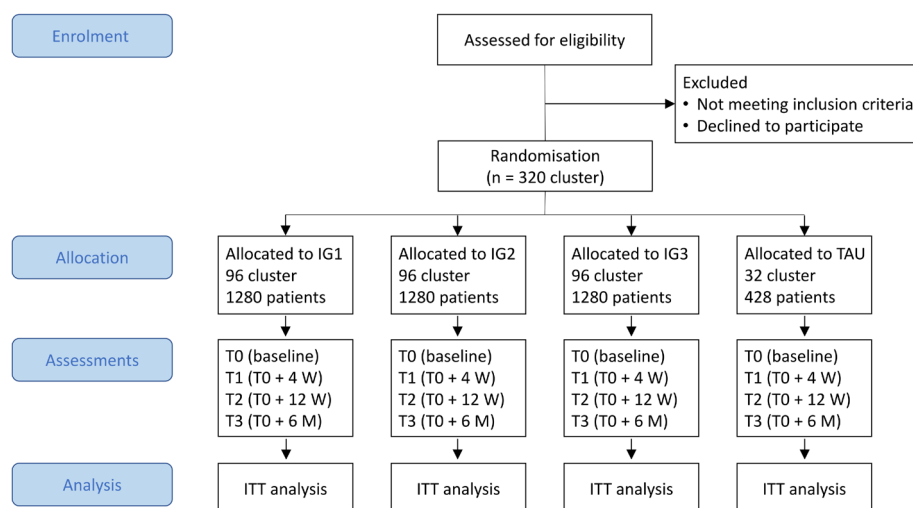 Enrolment
Assessed for eligibility
Excluded
• Not meeting inclusion criteria
• Declined to participate
Randomisation
(n = 320 cluster)
Allocation
Allocated to IG1
96 cluster
1280 patients
Allocated to IG2
96 cluster
1280 patients
Allocated to IG3
96 cluster
1280 patients
Allocated to TAU
32 cluster
428 patients
Assessments
T0 (baseline)
T1 (T0 + 4 W)
T2 (T0 + 12 W)
T3 (T0 + 6 M)
T0 (baseline)
T1 (T0 + 4 W)
T2 (T0 + 12 W)
T3 (T0 + 6 M)
T0 (baseline)
T1 (T0 + 4 W)
T2 (T0 + 12 W)
T3 (T0 + 6 M)
T0 (baseline)
T1 (T0 + 4 W)
T2 (T0 + 12 W)
T3 (T0 + 6 M)
Analysis
ITT analysis
ITT analysis
ITT analysis
ITT analysis